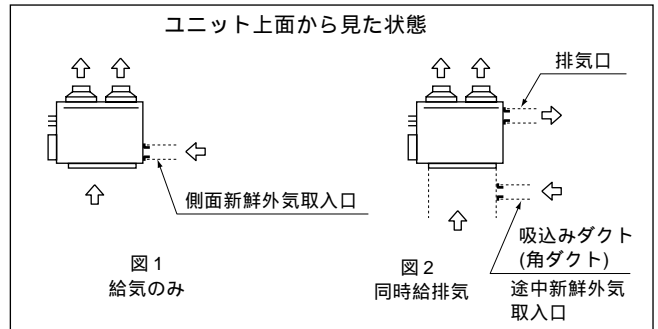 ユニット上面から見た状態
排気口
側面新鮮外気取入口
吸込みダクト
(角ダクト)
途中新鮮外気
取入口
図1
給気のみ
図2
同時給排気